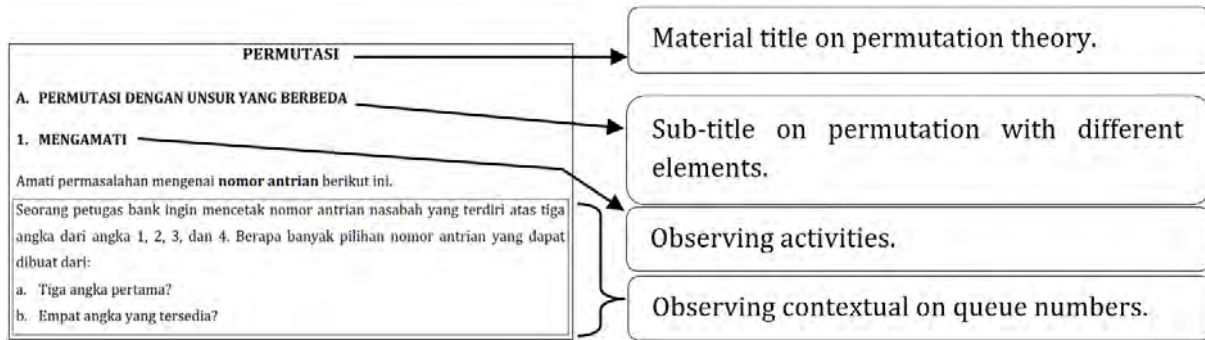 PERMUTASI
A. PERMUTASI DENGAN UNSUR YANG BERBEDA
1. MENGAMATI
Amati permasalahan mengenai nomor antrian berikut ini.
Seorang petugas bank ingin mencetak nomor antrian nasabah yang terdiri atas tiga
angka dari angka 1, 2, 3, dan 4. Berapa banyak pilihan nomor antrian yang dapat
dibuat dari:
a. Tiga angka pertama?
b. Empat angka yang tersedia?
Material title on permutation theory.
Sub-title on permutation with different
elements.
Observing activities.
Observing contextual on queue numbers.